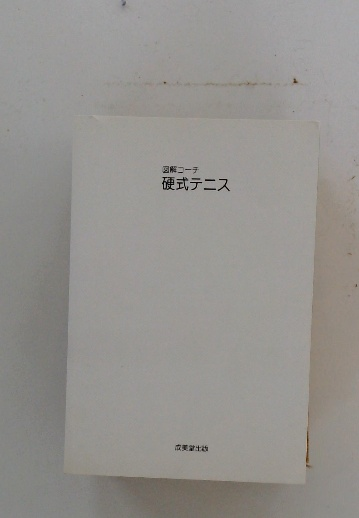 図解コーチ
硬式テニス
成美堂出版